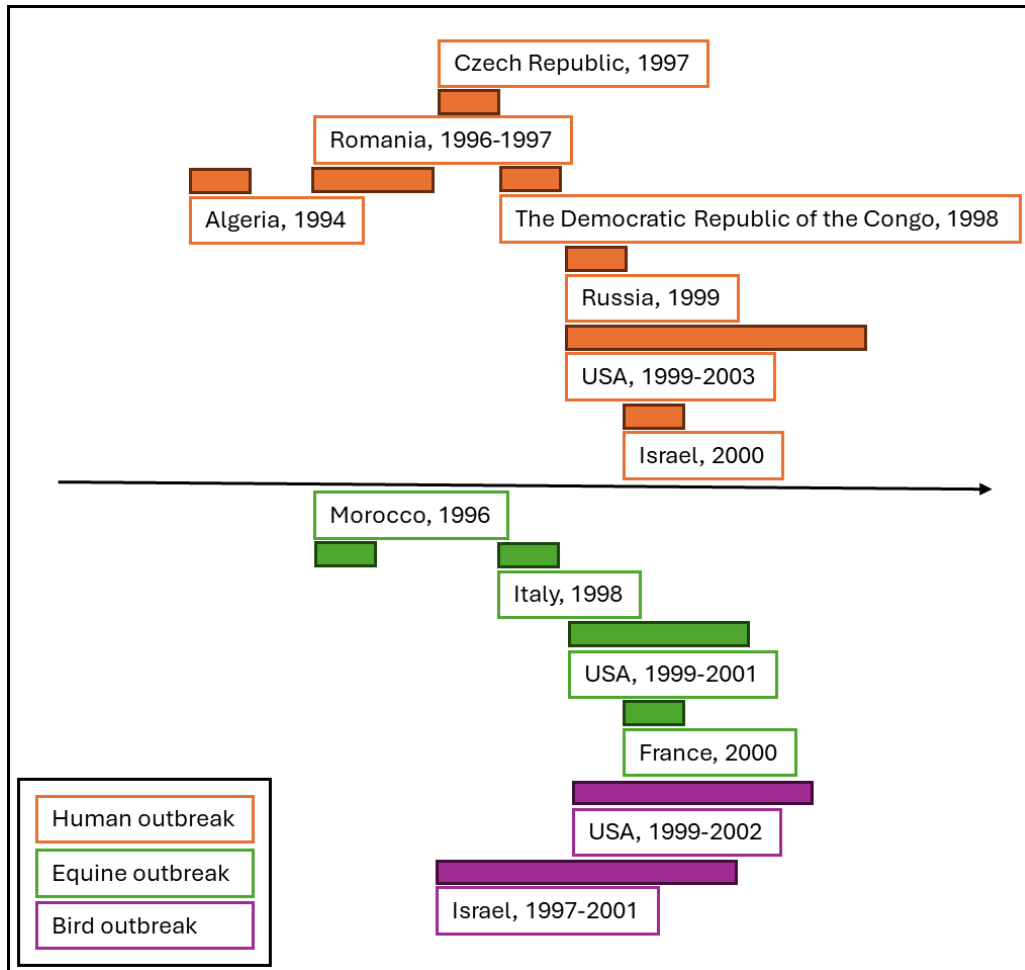 Czech Republic, 1997
Romania, 1996-1997
Algeria, 1994
The Democratic Republic of the Congo, 1998
Russia, 1999
USA, 1999-2003
Israel, 2000
Morocco, 1996
Italy, 1998
USA, 1999-2001
France, 2000
USA, 1999-2002
Israel, 1997-2001
Human outbreak
Equine outbreak
Bird outbreak